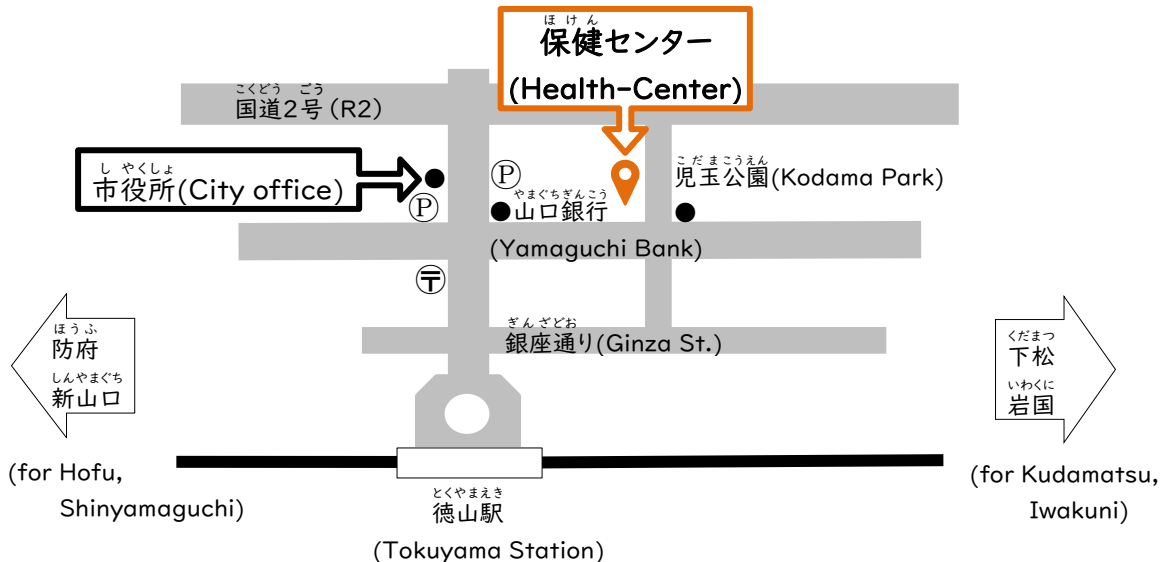 ほけん
保健センター
(Health-Center)
こくどう ごう
国道2号 (R2)
し やくしょ
市役所(City office)
Ⓟ
Ⓟ
こだまこうえん
児玉公園(Kodama Park)
やまぐちぎんこう
山口銀行
(Yamaguchi Bank)
〒
ぎんざどお
銀座通り(Ginza St.)
ほうふ
防府
しんやまぐち
新山口
(for Hofu,
Shinyamaguchi)
くだまつ
下松
いわくに
岩国
(for Kudamatsu,
Iwakuni)
とくやまえき
徳山駅
(Tokuyama Station)